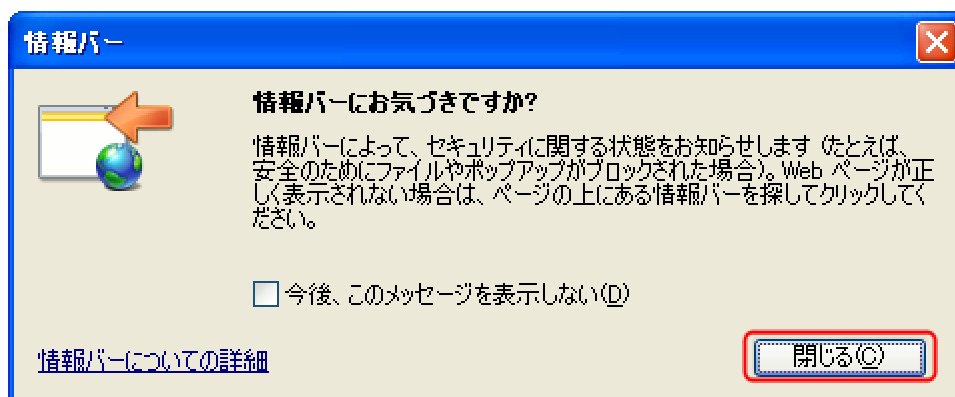 情報バー
情報バーにお気づきですか?
情報バーによって、セキュリティに関する状態をお知らせします (たとえば、
安全のためにファイルやポップアップがブロックされた場合)。Web ページが正
しく表示されない場合は、ページの上にある情報バーを探してクリックしてく
ださい。
今後、このメッセージを表示しない(D)
情報バーについての詳細
閉じる(C)